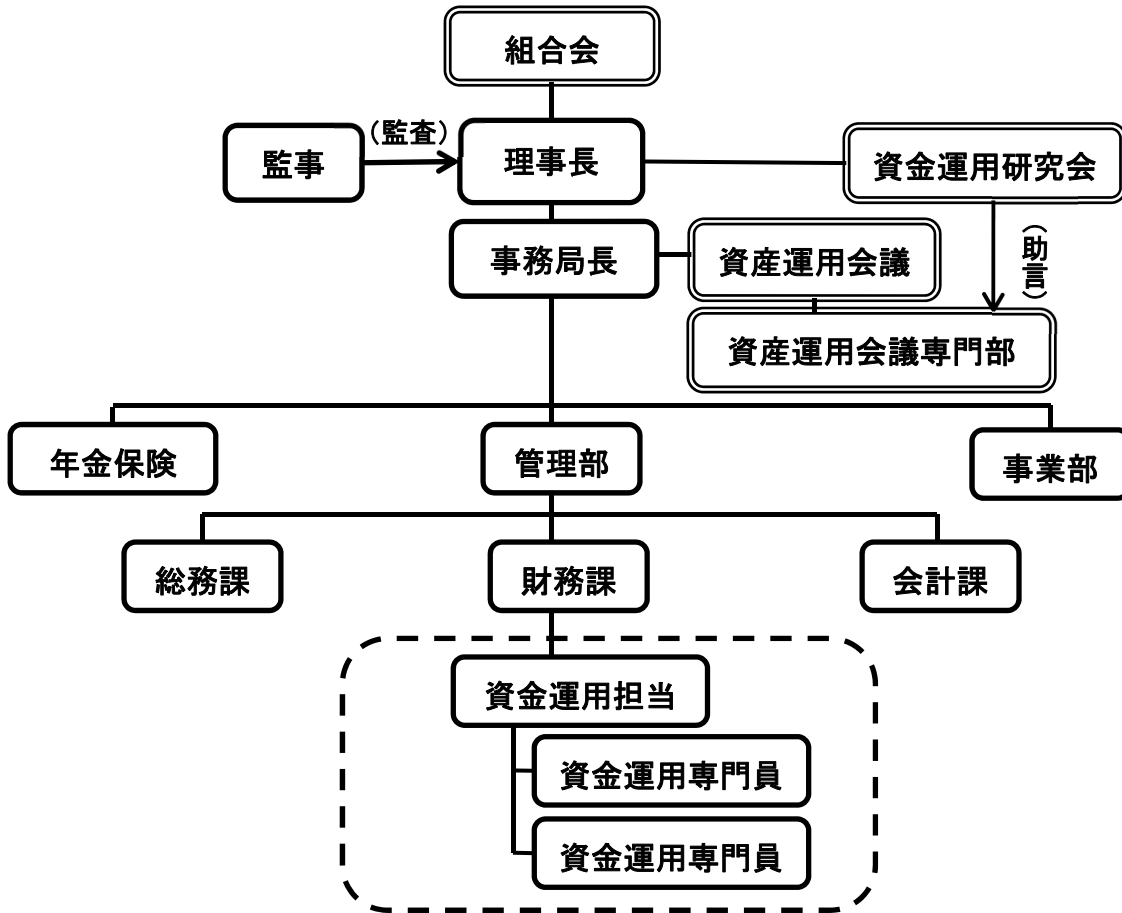 組合会
(監査)
監事
理事長
資金運用研究会
事務局長
資産運用会議
(助言)
資産運用会議専門部
年金保険
管理部
事業部
総務課
財務課
会計課
資金運用担当
資金運用専門員
資金運用専門員